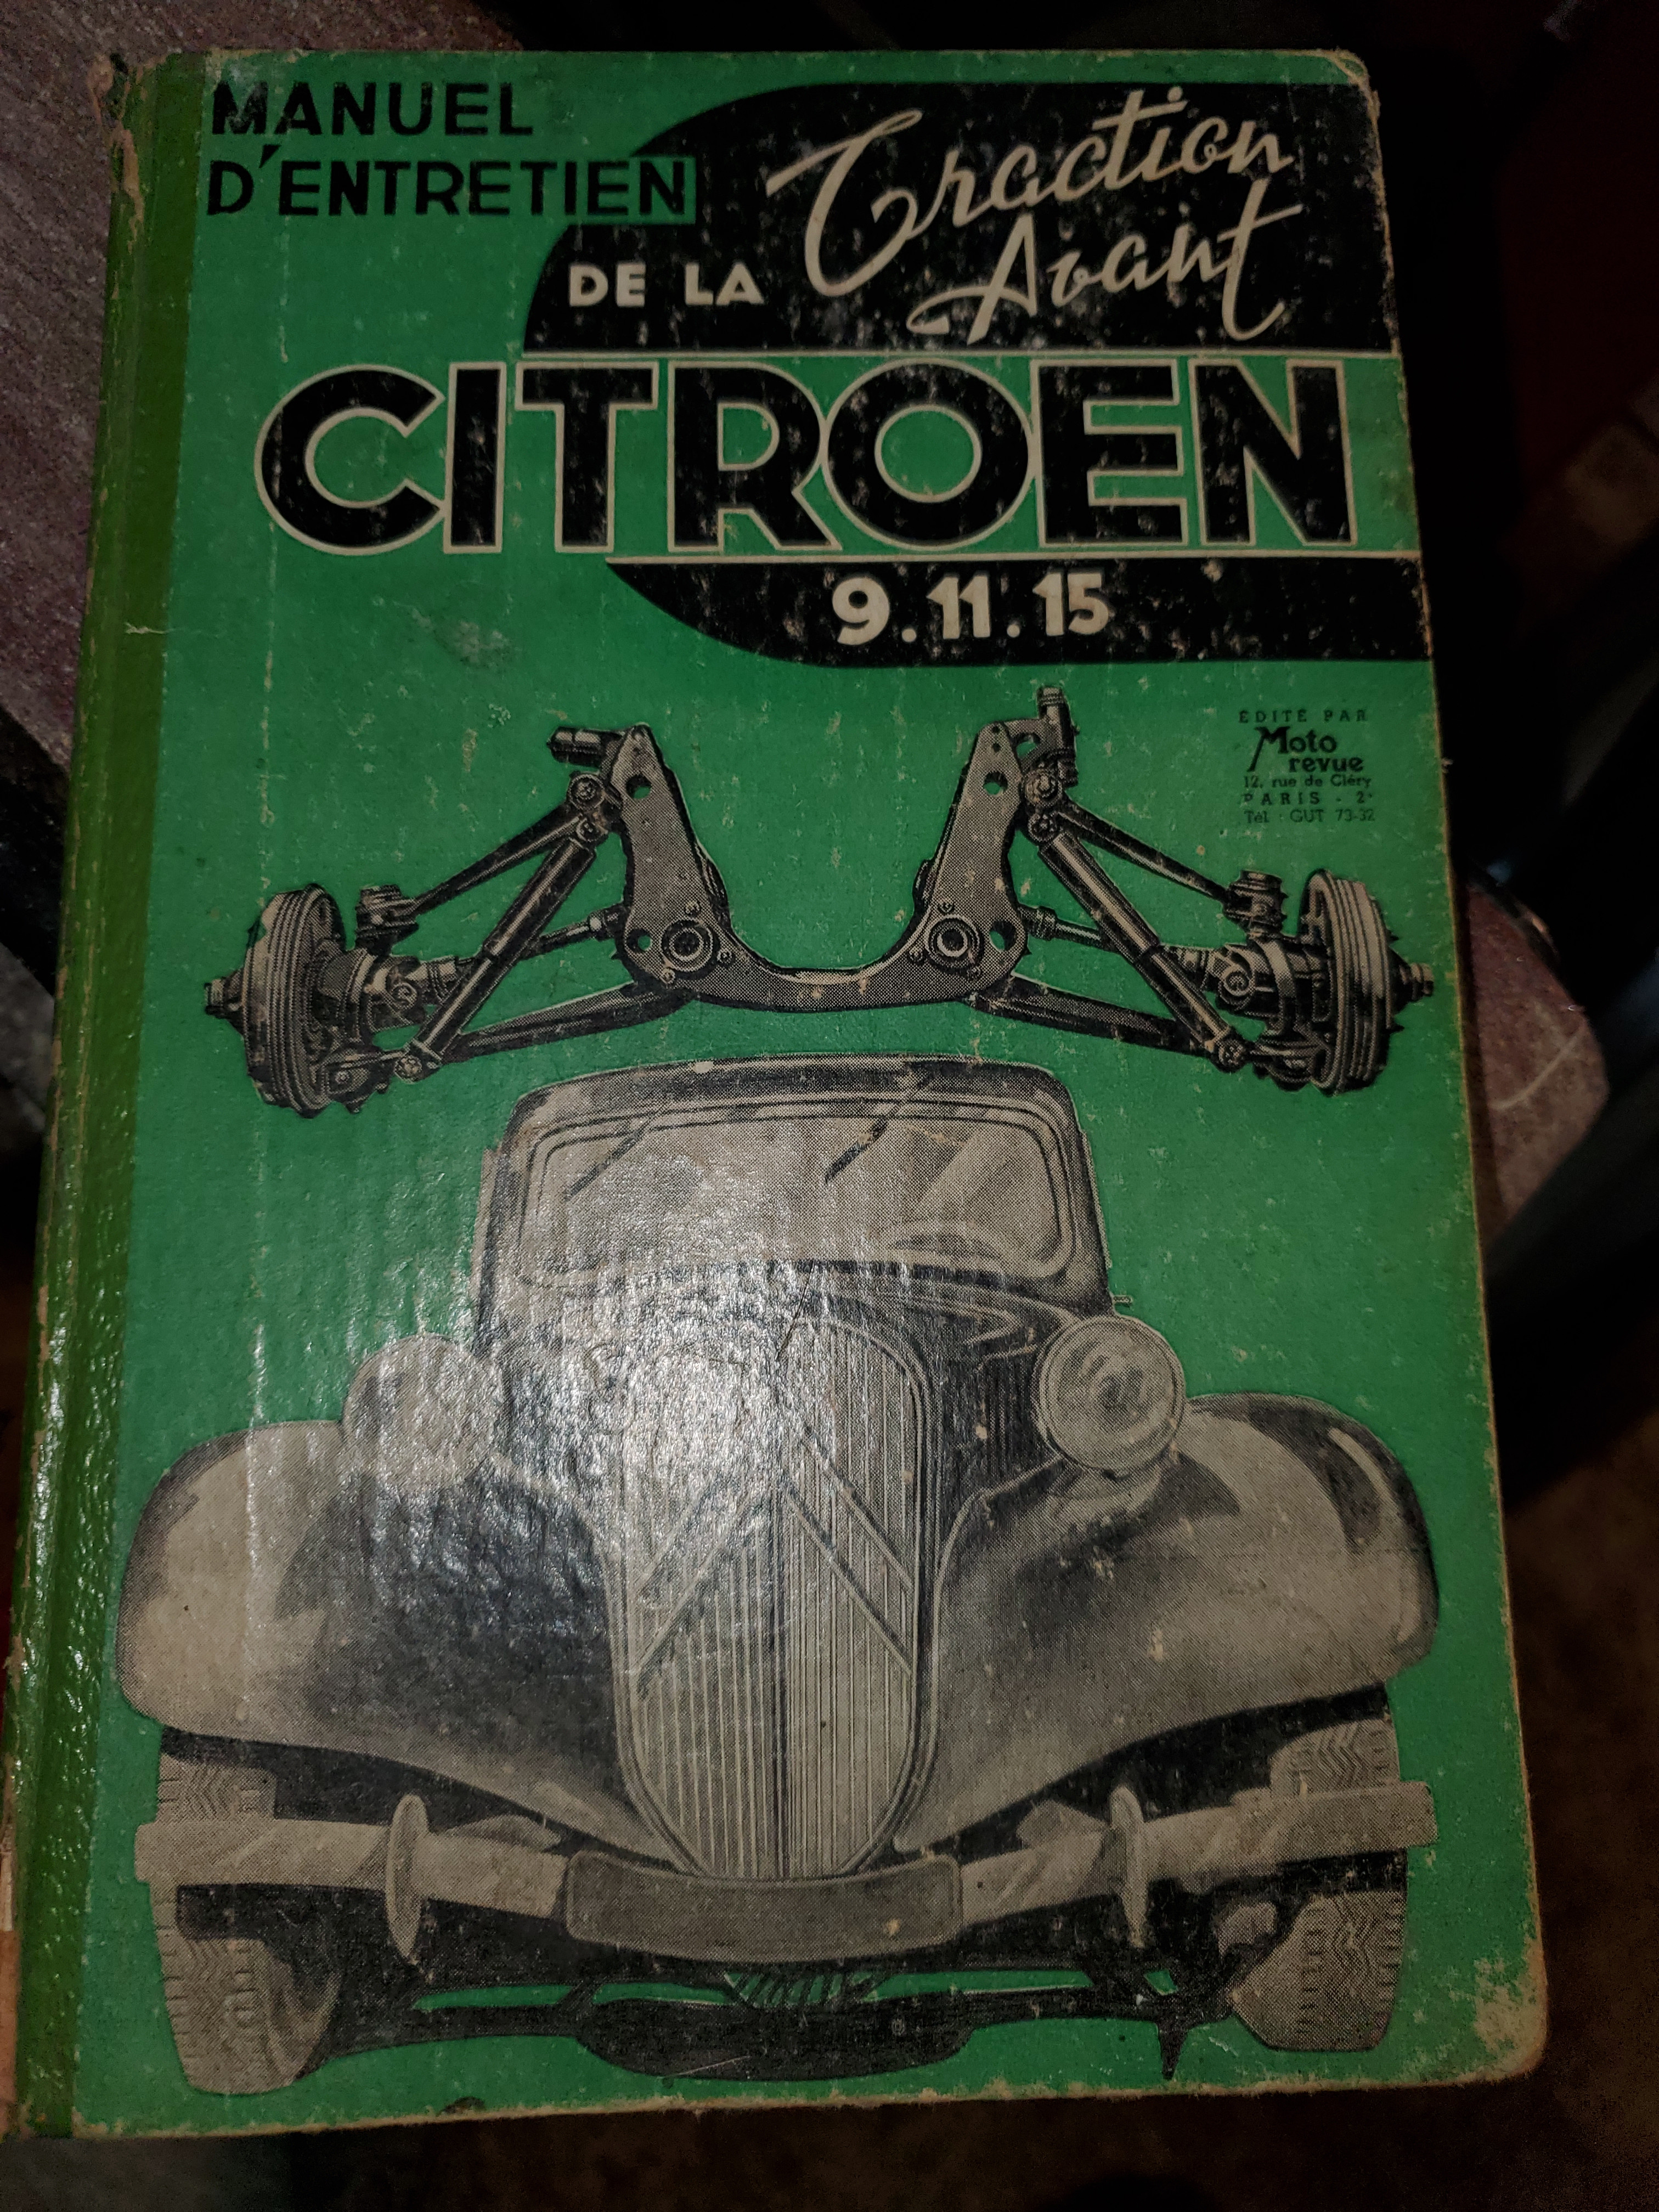 MANUEL
D'ENTRETIEN
DE LA Traction
Avant
CITROEN
9.11.15
ÉDITÉ PAR
Moto
revue
12, rue de Cléry
PARIS - 2ᵉ
Tél : GUT 73-32